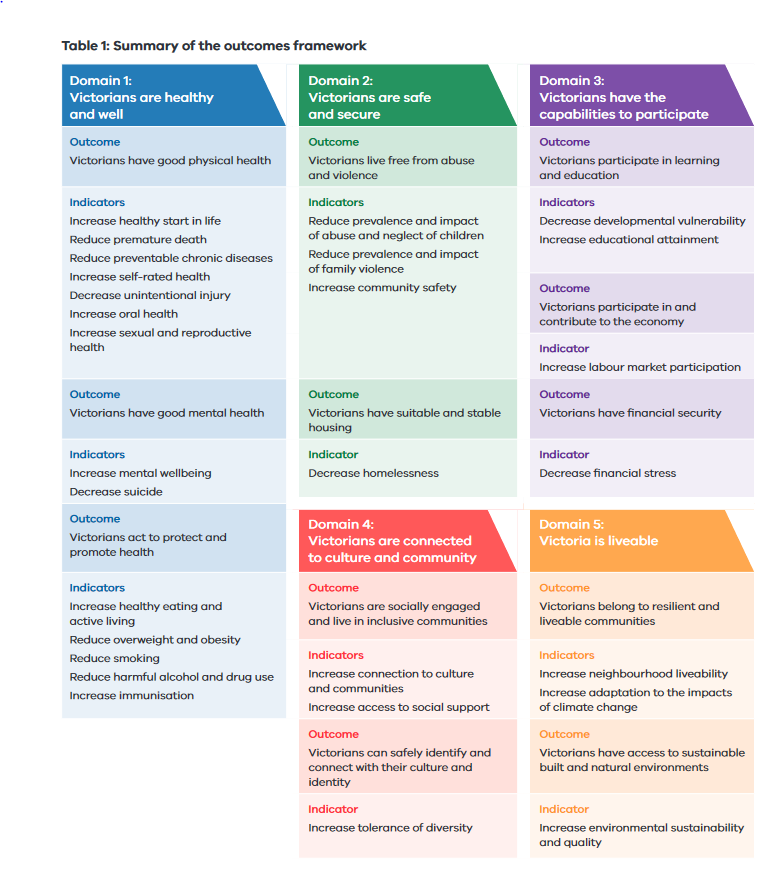 Table 1: Summary of the outcomes framework
Domain 1:
Victorians are healthy
and well
Outcome
Victorians have good physical health
Indicators
Increase healthy start in life
Reduce premature death
Reduce preventable chronic diseases
Increase self-rated health
Decrease unintentional injury
Increase oral health
Increase sexual and reproductive
health
Outcome
Victorians have good mental health
Indicators
Increase mental wellbeing
Decrease suicide
Outcome
Victorians act to protect and
promote health
Indicators
Increase healthy eating and
active living
Reduce overweight and obesity
Reduce smoking
Reduce harmful alcohol and drug use
Increase immunisation
Domain 2:
Victorians are safe
and secure
Outcome
Victorians live free from abuse
and violence
Indicators
Reduce prevalence and impact
of abuse and neglect of children
Reduce prevalence and impact
of family violence
Increase community safety
Outcome
Victorians have suitable and stable
housing
Indicator
Decrease homelessness
Domain 3:
Victorians have the
capabilities to participate
Outcome
Victorians participate in learning
and education
Indicators
Decrease developmental vulnerability
Increase educational attainment
Outcome
Victorians participate in and
contribute to the economy
Indicator
Increase labour market participation
Outcome
Victorians have financial security
Indicator
Decrease financial stress
Domain 4:
Victorians are connected
to culture and community
Outcome
Victorians are socially engaged
and live in inclusive communities
Indicators
Increase connection to culture
and communities
Increase access to social support
Outcome
Victorians can safely identify and
connect with their culture and
identity
Indicator
Increase tolerance of diversity
Domain 5:
Victoria is liveable
Outcome
Victorians belong to resilient and
liveable communities
Indicators
Increase neighbourhood liveability
Increase adaptation to the impacts
of climate change
Outcome
Victorians have access to sustainable
built and natural environments
Indicator
Increase environmental sustainability
and quality